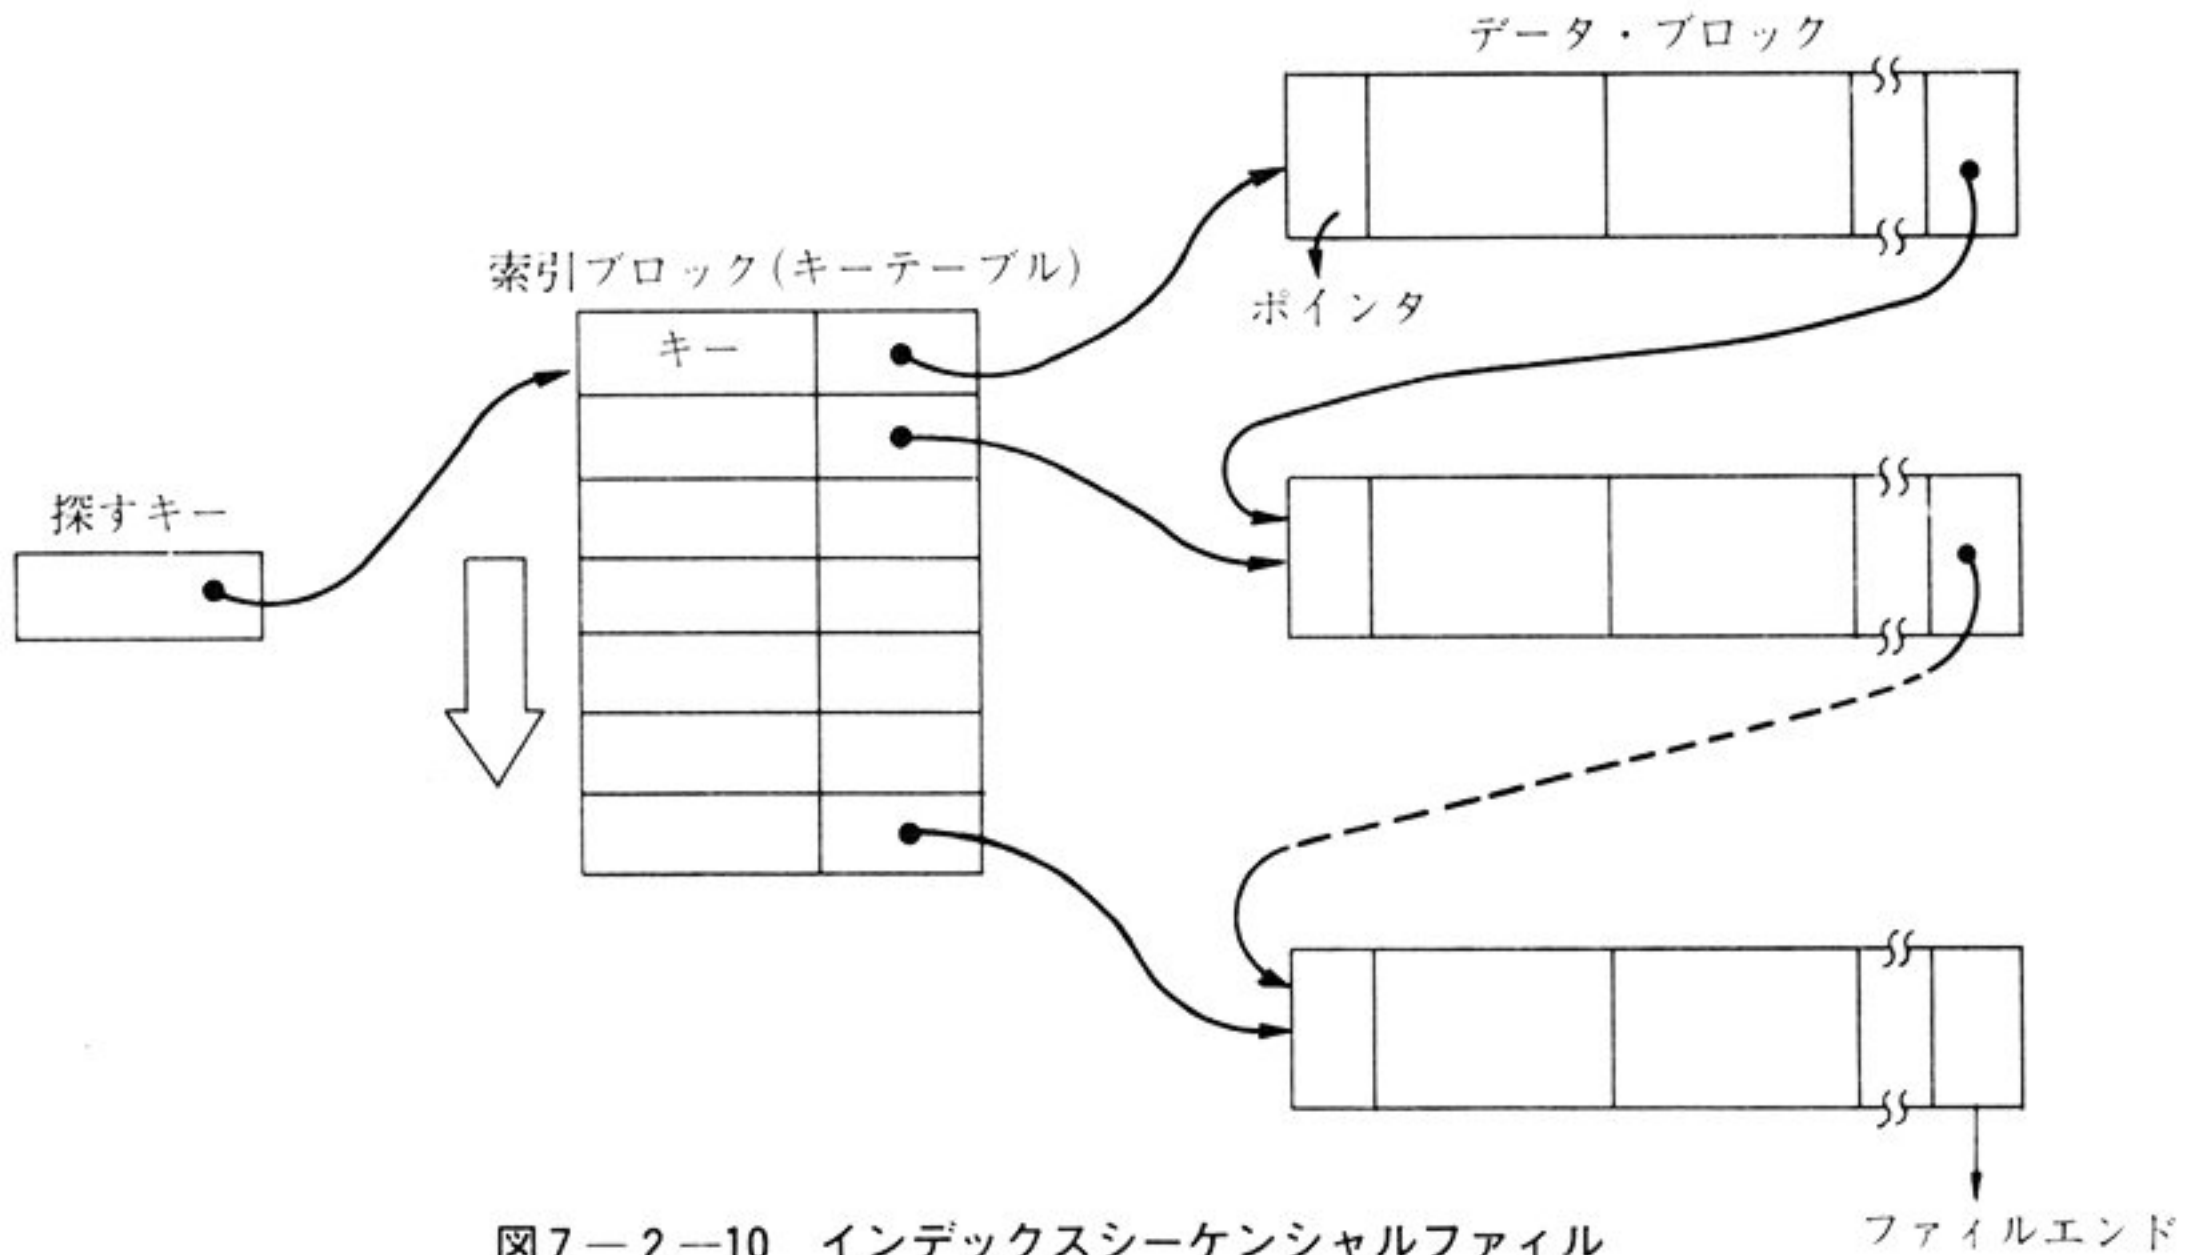 データ・ブロック
索引ブロック(キーテーブル)
ポインタ
キー
探すキー
ファイルエンド
図7―2―10 インデックスシーケンシャルファイル